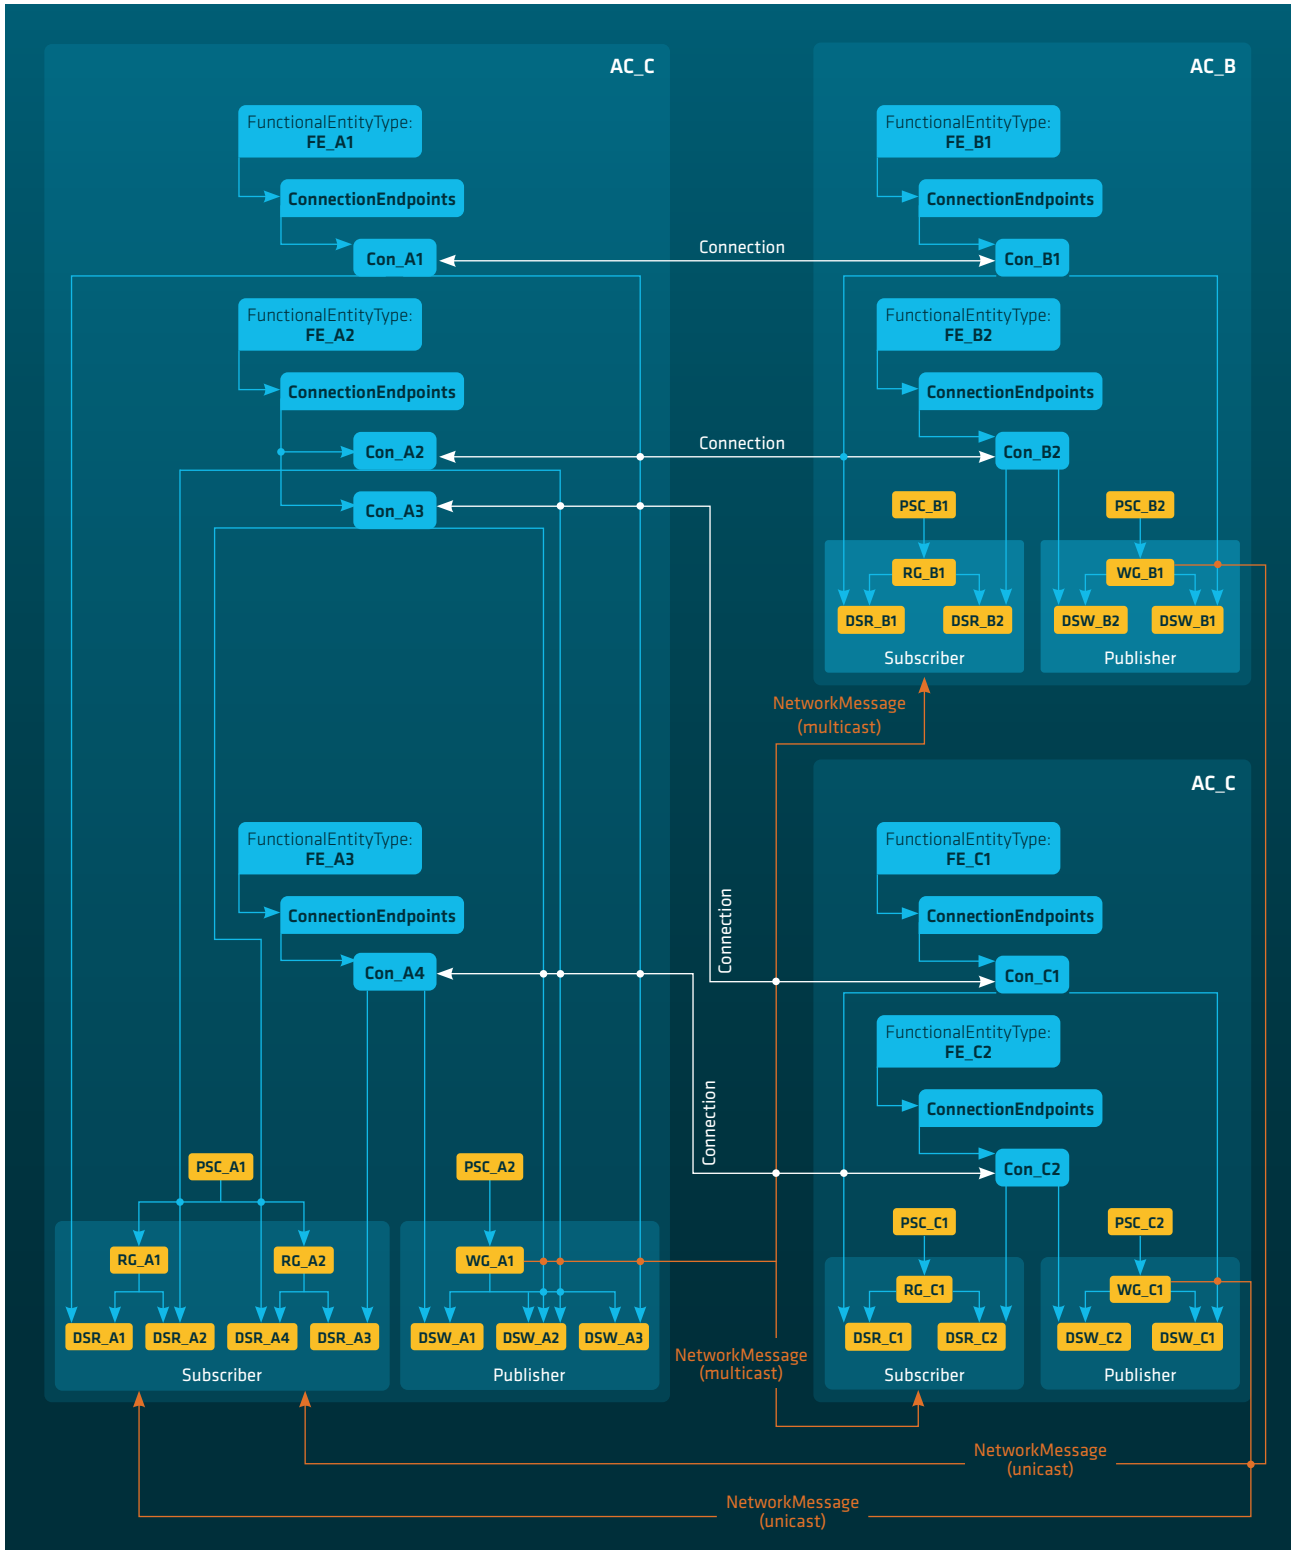 AC_C
FunctionalEntityType:
FE_A1
ConnectionEndpoints
Con_A1
FunctionalEntityType:
FE_A2
ConnectionEndpoints
Con_A2
Con_A3
FunctionalEntityType:
FE_A3
ConnectionEndpoints
Con_A4
PSC_A1
PSC_A2
RG_A1
RG_A2
WG_A1
DSR_A1
DSR_A2
DSR_A4
DSR_A3
DSW_A1
DSW_A2
DSW_A3
Subscriber
Publisher
Connection
Connection
Connection
Connection
AC_B
FunctionalEntityType:
FE_B1
ConnectionEndpoints
Con_B1
FunctionalEntityType:
FE_B2
ConnectionEndpoints
Con_B2
PSC_B1
PSC_B2
RG_B1
WG_B1
DSR_B1
DSR_B2
DSW_B2
DSW_B1
Subscriber
Publisher
NetworkMessage
(multicast)
AC_C
FunctionalEntityType:
FE_C1
ConnectionEndpoints
Con_C1
FunctionalEntityType:
FE_C2
ConnectionEndpoints
Con_C2
PSC_C1
PSC_C2
RG_C1
WG_C1
DSR_C1
DSR_C2
DSW_C2
DSW_C1
Subscriber
Publisher
NetworkMessage
(multicast)
NetworkMessage
(unicast)
NetworkMessage
(unicast)